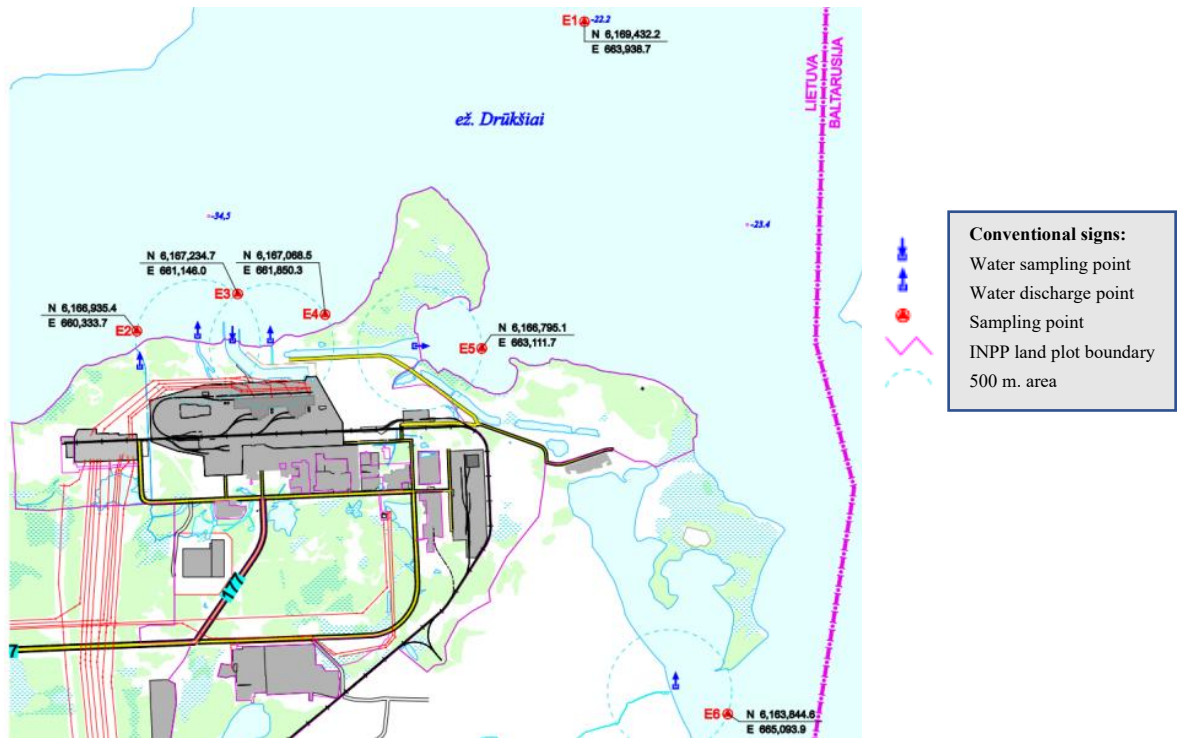 E1
-22.2
N 6,169,432.2
E 663,938.7
LIETUVA
BALTARUSIJA
ež. Drūkšiai
-34,5
-23.4
N 6,167,234.7
E 661,146.0
N 6,167,068.5
E 661,850.3
E3
N 6,166,935.4
E 660,333.7
E2
E4
N 6,166,795.1
E 663,111.7
E5
177
7
E6
N 6,163,844.6
E 665,093.9
Conventional signs:
Water sampling point
Water discharge point
Sampling point
INPP land plot boundary
500 m. area